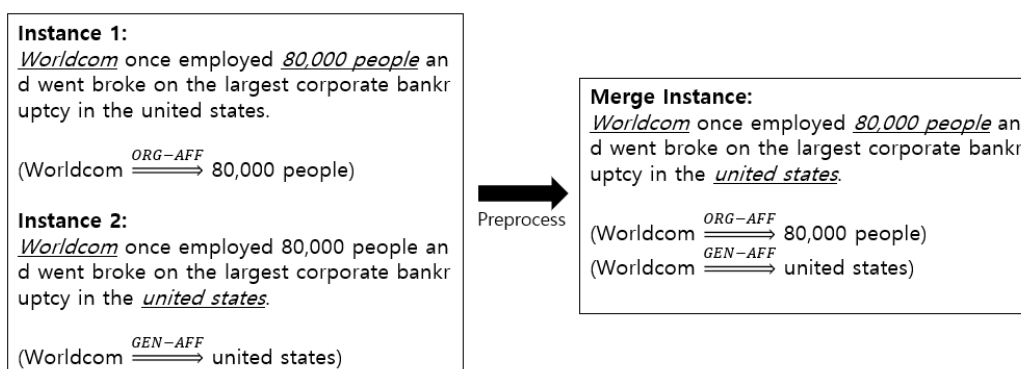 Instance 1:
Worldcom once employed 80,000 people an
d went broke on the largest corporate bankr
uptcy in the united states.
ORG−AFF
(Worldcom ⟹ 80,000 people)
Instance 2:
Worldcom once employed 80,000 people an
d went broke on the largest corporate bankr
uptcy in the united states.
GEN−AFF
(Worldcom ⟹ united states)
Preprocess
Merge Instance:
Worldcom once employed 80,000 people an
d went broke on the largest corporate bankr
uptcy in the united states.
ORG−AFF
(Worldcom ⟹ 80,000 people)
GEN−AFF
(Worldcom ⟹ united states)